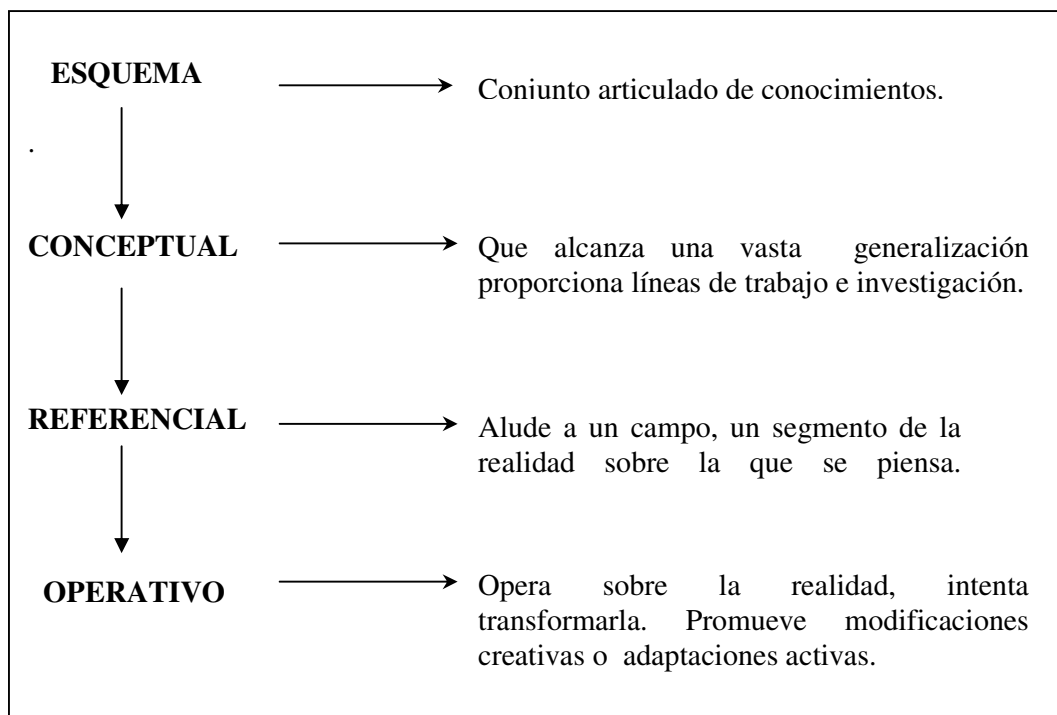 ESQUEMA
Coniunto articulado de conocimientos.
.
CONCEPTUAL
Que alcanza una vasta generalización
proporciona líneas de trabajo e investigación.
REFERENCIAL
Alude a un campo, un segmento de la
realidad sobre la que se piensa.
OPERATIVO
Opera sobre la realidad, intenta
transformarla. Promueve modificaciones
creativas o adaptaciones activas.